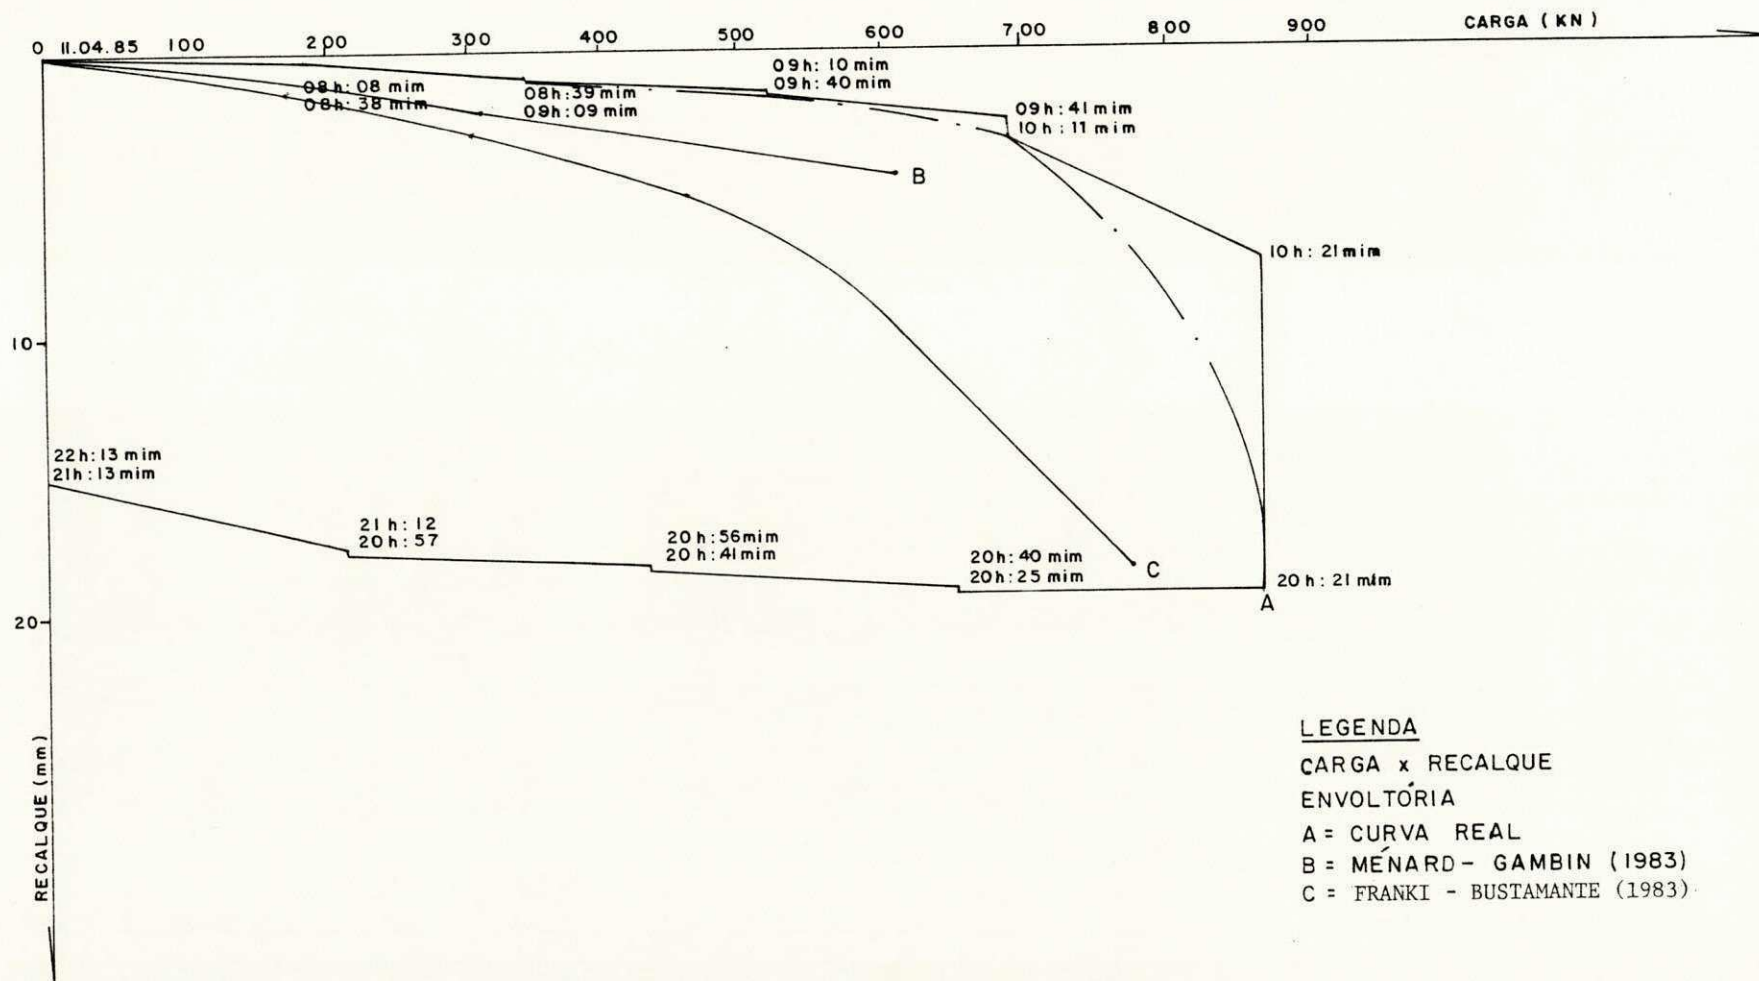 0 11.04.85 100 200 300 400 500 600 700 800 900 CARGA ( KN )
08h: 08 mim
08h: 38 mim
08h:39 mim
09h:09 mim
09h: 10 mim
09h: 40 mim
09h: 41 mim
10h: 11 mim
B
10h: 21 mim
10
22h:13 mim
21h:13 mim
21h: 12
20h: 57
20h:56mim
20h:41mim
20h:40 mim
20h:25 mim
C
20h: 21 mim
A
20
RECALQUE (mm)
LEGENDA
CARGA x RECALQUE
ENVOLTÓRIA
A = CURVA REAL
B = MÉNARD - GAMBIN (1983)
C = FRANKI - BUSTAMANTE (1983)